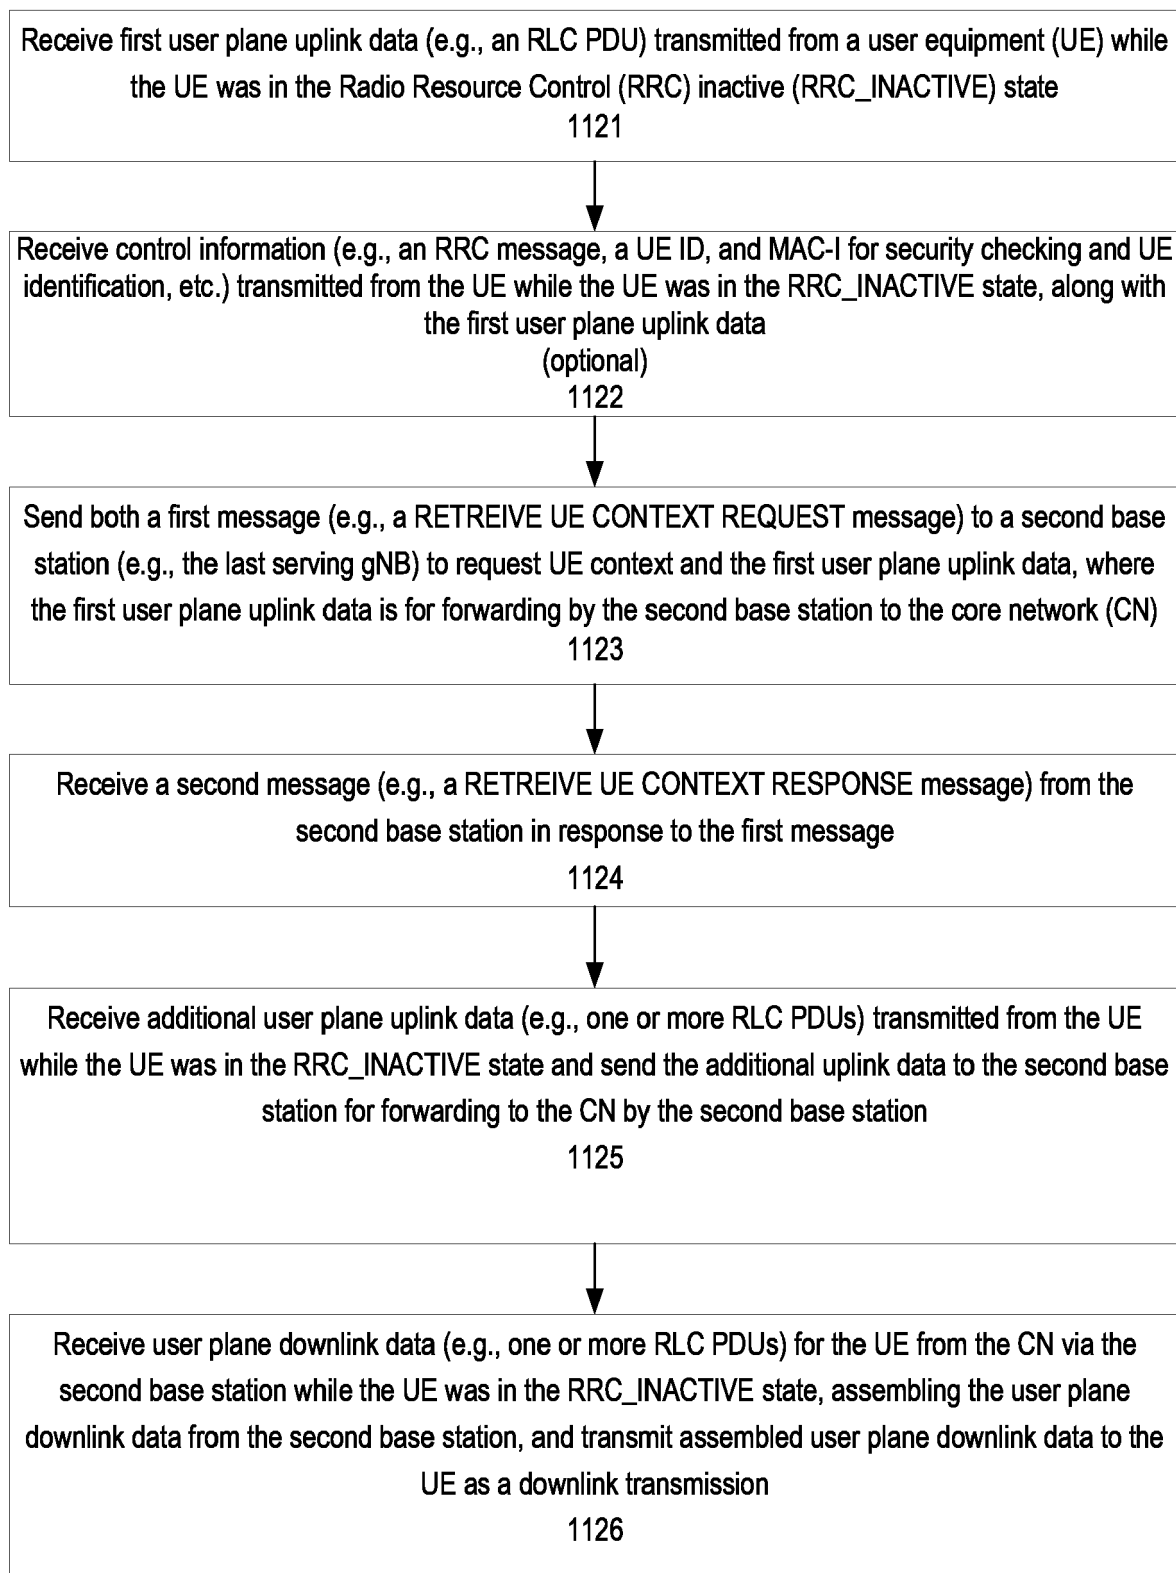 Receive first user plane uplink data (e.g., an RLC PDU) transmitted from a user equipment (UE) while
the UE was in the Radio Resource Control (RRC) inactive (RRC_INACTIVE) state
1121
Receive control information (e.g., an RRC message, a UE ID, and MAC-I for security checking and UE
identification, etc.) transmitted from the UE while the UE was in the RRC_INACTIVE state, along with
the first user plane uplink data
(optional)
1122
Send both a first message (e.g., a RETREIVE UE CONTEXT REQUEST message) to a second base
station (e.g., the last serving gNB) to request UE context and the first user plane uplink data, where
the first user plane uplink data is for forwarding by the second base station to the core network (CN)
1123
Receive a second message (e.g., a RETREIVE UE CONTEXT RESPONSE message) from the
second base station in response to the first message
1124
Receive additional user plane uplink data (e.g., one or more RLC PDUs) transmitted from the UE
while the UE was in the RRC_INACTIVE state and send the additional uplink data to the second base
station for forwarding to the CN by the second base station
1125
Receive user plane downlink data (e.g., one or more RLC PDUs) for the UE from the CN via the
second base station while the UE was in the RRC_INACTIVE state, assembling the user plane
downlink data from the second base station, and transmit assembled user plane downlink data to the
UE as a downlink transmission
1126